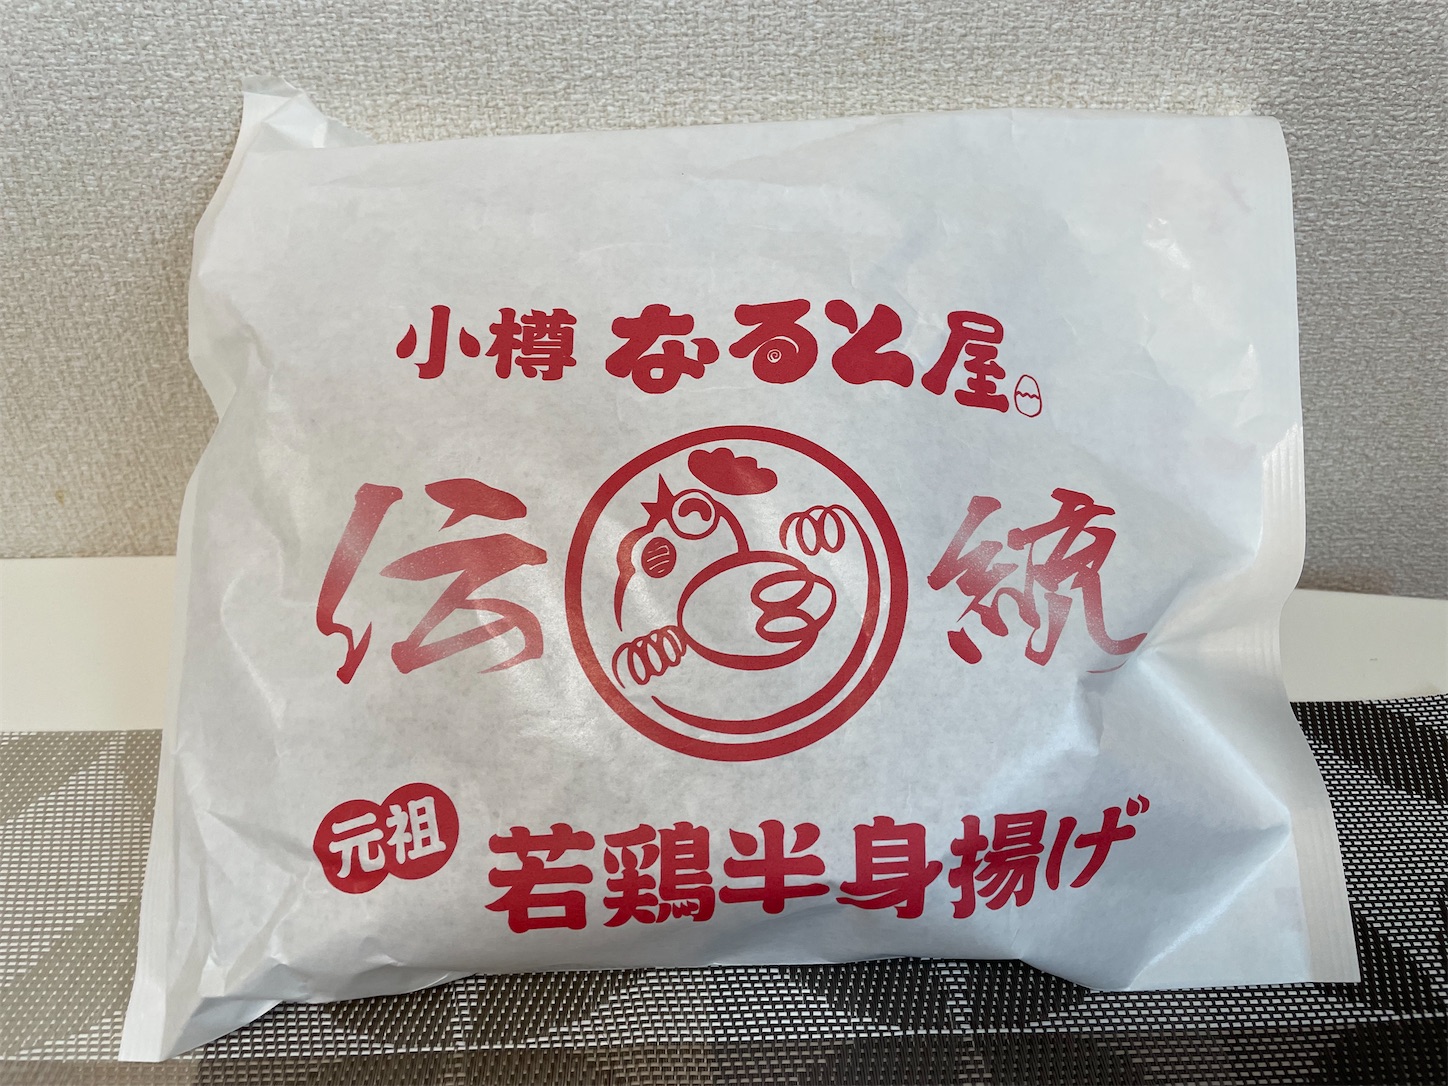 小樽 なると屋
伝統
元祖 若鶏半身揚げ